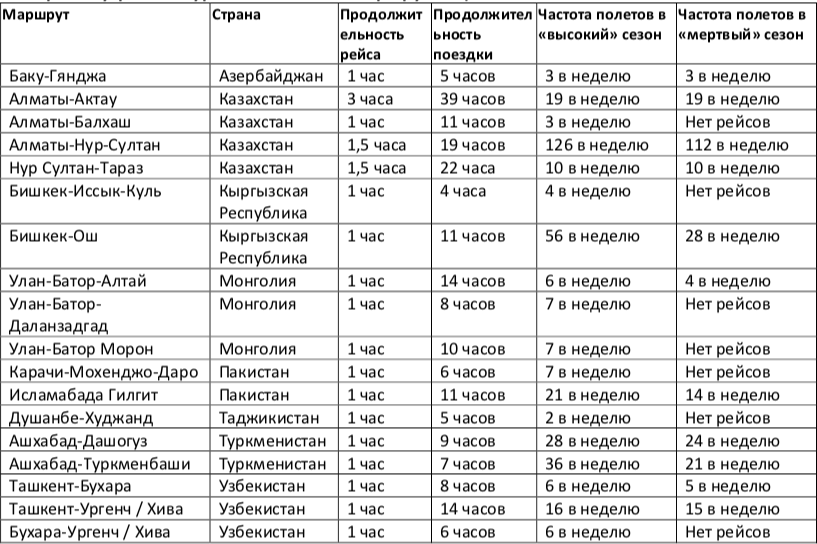 Маршрут Страна Продолжит Продолжител Частота полетов в Частота полетов в
ельность ьность «высокий» сезон «мертвый» сезон
рейса поездки
Баку-Гянджа Азербайджан 1 час 5 часов 3 в неделю 3 в неделю
Алматы-Актау Казахстан 3 часа 39 часов 19 в неделю 19 в неделю
Алматы-Балхаш Казахстан 1 час 11 часов 3 в неделю Нет рейсов
Алматы-Нур-Султан Казахстан 1,5 часа 19 часов 126 в неделю 112 в неделю
Нур Султан-Тараз Казахстан 1,5 часа 22 часа 10 в неделю 10 в неделю
Бишкек-Иссык-Куль Кыргызская 1 час 4 часа 4 в неделю Нет рейсов
Республика
Бишкек-Ош Кыргызская 1 час 11 часов 56 в неделю 28 в неделю
Республика
Улан-Батор-Алтай Монголия 1 час 14 часов 6 в неделю 4 в неделю
Улан-Батор- Монголия 1 час 8 часов 7 в неделю Нет рейсов
Даланзадгад
Улан-Батор Морон Монголия 1 час 10 часов 7 в неделю Нет рейсов
Карачи-Мохенджо-Даро Пакистан 1 час 6 часов 7 в неделю Нет рейсов
Исламабада Гилгит Пакистан 1 час 11 часов 21 в неделю 14 в неделю
Душанбе-Худжанд Таджикистан 1 час 5 часов 2 в неделю Нет рейсов
Ашхабад-Дашогуз Туркменистан 1 час 9 часов 28 в неделю 24 в неделю
Ашхабад-Туркменбаши Туркменистан 1 час 7 часов 36 в неделю 21 в неделю
Ташкент-Бухара Узбекистан 1 час 8 часов 6 в неделю 5 в неделю
Ташкент-Ургенч / Хива Узбекистан 1 час 14 часов 16 в неделю 15 в неделю
Бухара-Ургенч / Хива Узбекистан 1 час 6 часов 6 в неделю Нет рейсов